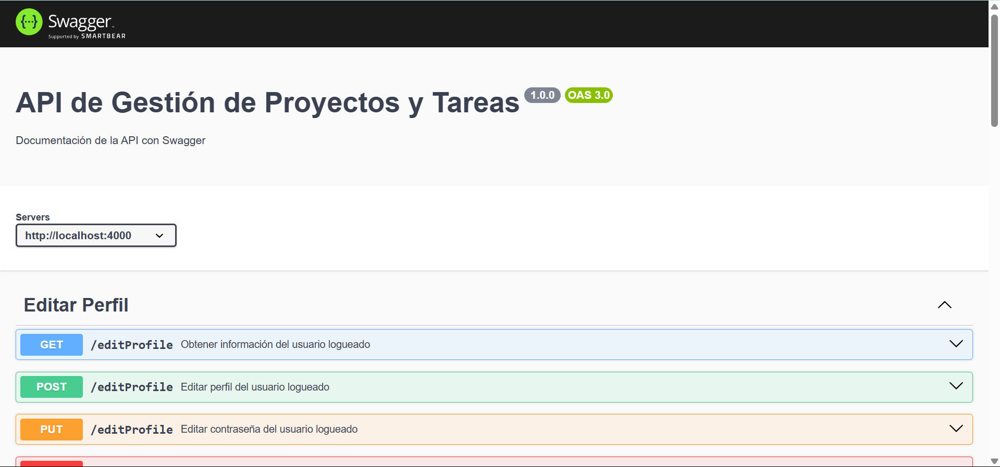 {···} Swagger™
Supported by SMARTBEAR
API de Gestión de Proyectos y Tareas 1.0.0 OAS 3.0
Documentación de la API con Swagger
Servers
http://localhost:4000
Editar Perfil
GET /editProfile Obtener información del usuario logueado
POST /editProfile Editar perfil del usuario logueado
PUT /editProfile Editar contraseña del usuario logueado